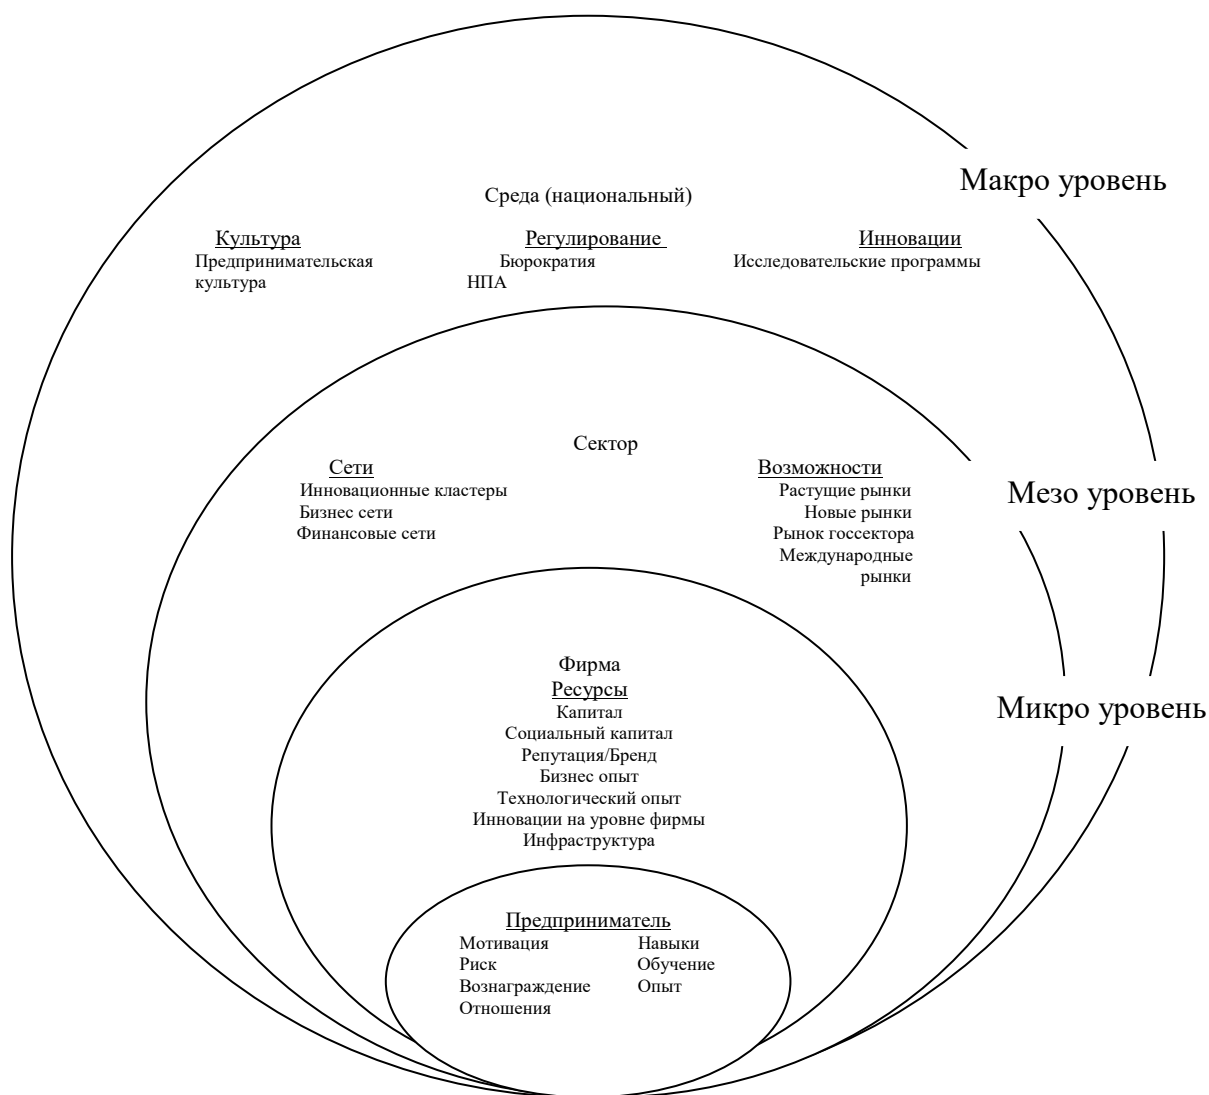 Макро уровень
Среда (национальный)
Культура
Предпринимательская
культура
Регулирование
Бюрократия
НПА
Инновации
Исследовательские программы
Мезо уровень
Сектор
Сети
Инновационные кластеры
Бизнес сети
Финансовые сети
Возможности
Растущие рынки
Новые рынки
Рынок госсектора
Международные
рынки
Микро уровень
Фирма
Ресурсы
Капитал
Социальный капитал
Репутация/Бренд
Бизнес опыт
Технологический опыт
Инновации на уровне фирмы
Инфраструктура
Предприниматель
Мотивация
Риск
Вознаграждение
Отношения
Навыки
Обучение
Опыт